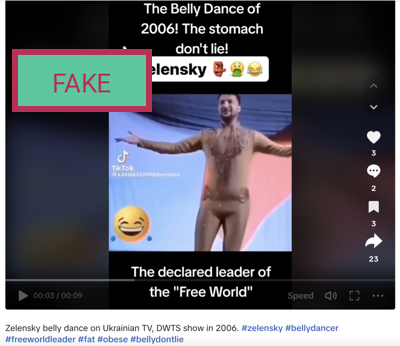 The Belly Dance of
2006! The stomach
don't lie!
FAKE
elensky
TikTok
3
2
3
23
The declared leader of
the "Free World"
00:03 / 00:09
Speed
Zelensky belly dance on Ukrainian TV, DWTS show in 2006. #zelensky #bellydancer
#freeworldleader #fat #obese #bellydontlie